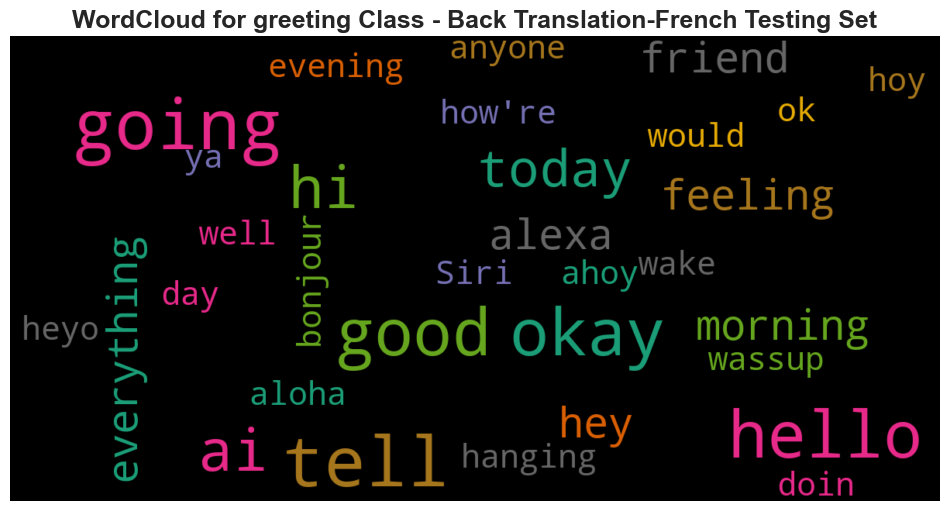 WordCloud for greeting Class - Back Translation-French Testing Set
evening
anyone
friend
hoy
going
how're
ok
would
ya
hi
today
feeling
well
bonjour
alexa
Siri
ahoy
wake
day
everything
heyo
good
okay
morning
wassup
aloha
ai
tell
hey
hanging
hello
doin